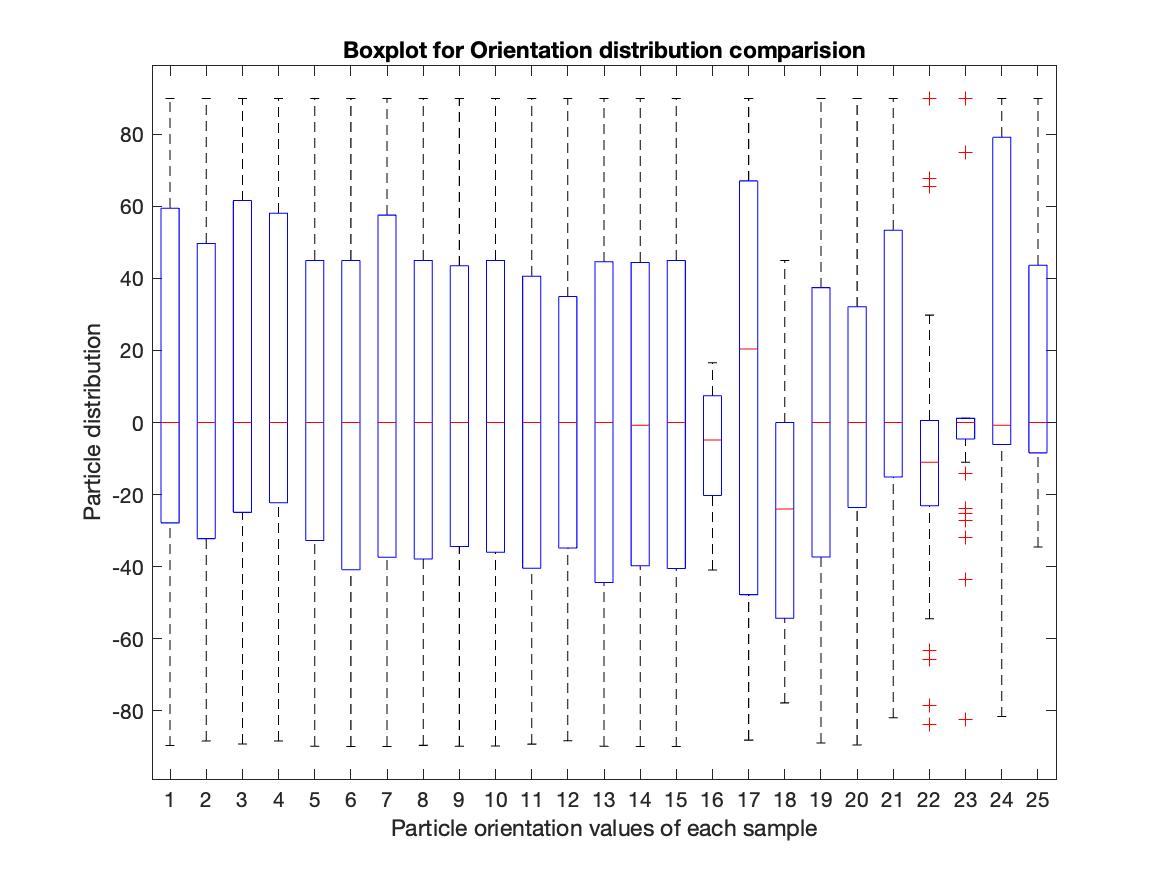 Boxplot for Orientation distribution comparision
80
60
40
20
0
-20
-40
-60
-80
Particle distribution
1 2 3 4 5 6 7 8 9 10 11 12 13 14 15 16 17 18 19 20 21 22 23 24 25
Particle orientation values of each sample